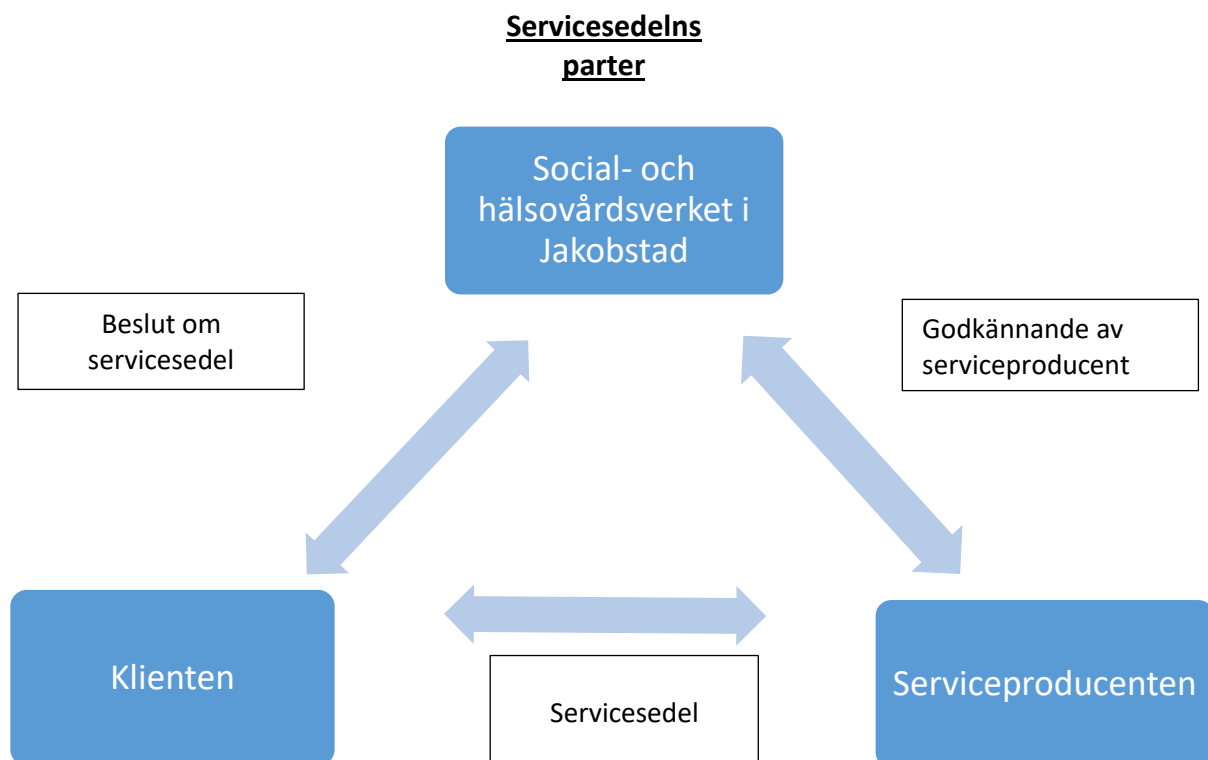 Servicesedelns
parter
Social- och
hälsovårdsverket i
Jakobstad
Beslut om
servicesedel
Godkännande av
serviceproducent
Klienten
Servicesedel
Serviceproducenten